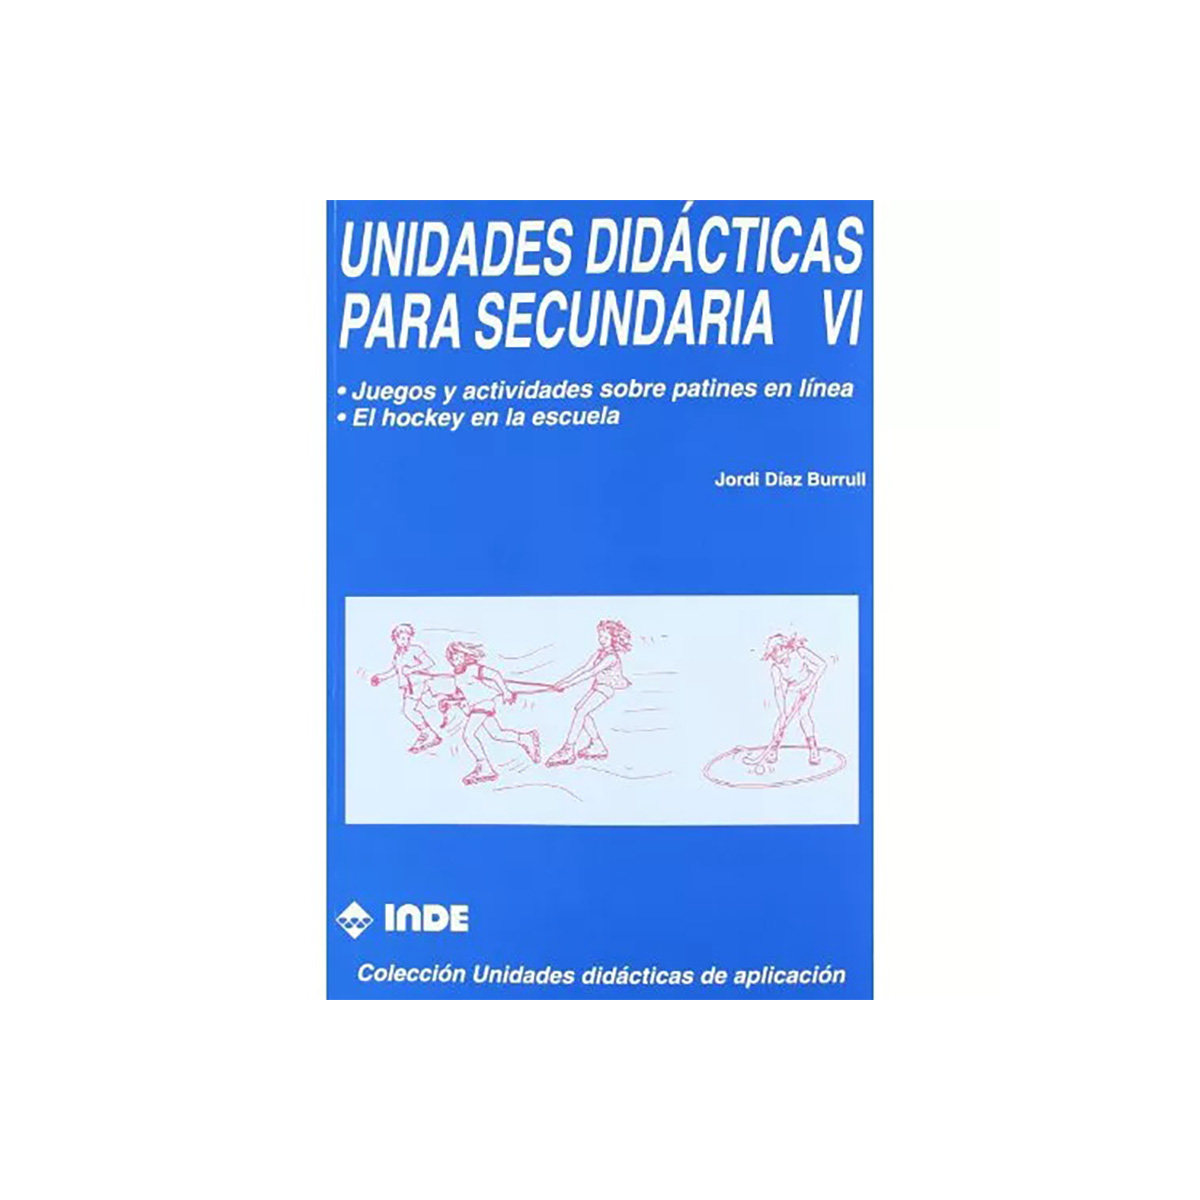 UNIDADES DIDÁCTICAS
PARA SECUNDARIA VI
• Juegos y actividades sobre patines en línea
• El hockey en la escuela
Jordi Díaz Burrull
INDE
Colección Unidades didácticas de aplicación